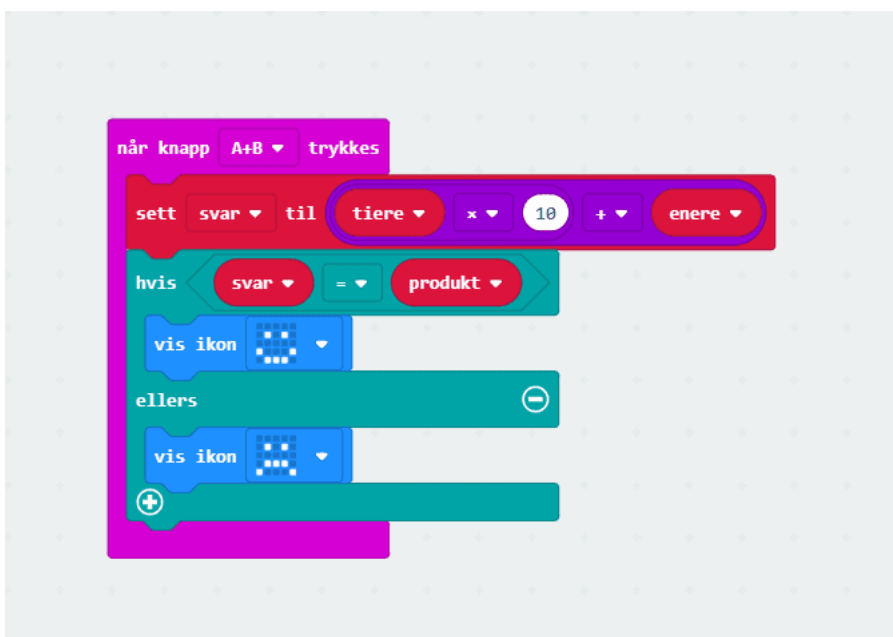 når knapp A+B trykkes
sett svar til tiere x 10 + enere
hvis svar = produkt
vis ikon
ellers
vis ikon